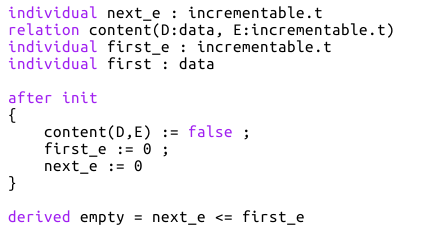 individual next_e : incrementable.t
relation content(D:data, E:incrementable.t)
individual first_e : incrementable.t
individual first : data
after init
{
content(D,E) := false ;
first_e := 0 ;
next_e := 0
}
derived empty = next_e <= first_e